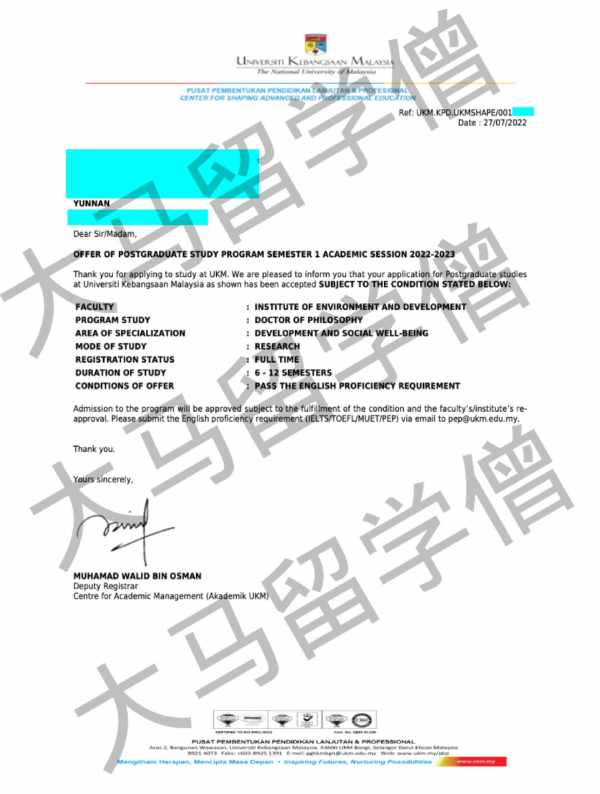 UNIVERSITI KEBANGSAAN MALAYSIA
The National University of Malaysia
PUSAT PEMBENTUKAN PENDIDIKAN LANJUTAN & PROFESIONAL
CENTER FOR SHAPING ADVANCED AND PROFESSIONAL EDUCATION
Ref: UKM.KPD.UKMSHAPE/001
Date : 27/07/2022
YUNNAN
Dear Sir/Madam,
OFFER OF POSTGRADUATE STUDY PROGRAM SEMESTER 1 ACADEMIC SESSION 2022-2023
Thank you for applying to study at UKM. We are pleased to inform you that your application for Postgraduate studies
at Universiti Kebangsaan Malaysia as shown has been accepted SUBJECT TO THE CONDITION STATED BELOW:
FACULTY : INSTITUTE OF ENVIRONMENT AND DEVELOPMENT
PROGRAM STUDY : DOCTOR OF PHILOSOPHY
AREA OF SPECIALIZATION : DEVELOPMENT AND SOCIAL WELL-BEING
MODE OF STUDY : RESEARCH
REGISTRATION STATUS : FULL TIME
DURATION OF STUDY : 6 - 12 SEMESTERS
CONDITIONS OF OFFER : PASS THE ENGLISH PROFICIENCY REQUIREMENT
Admission to the program will be approved subject to the fulfillment of the condition and the faculty's/institute's re-
approval. Please submit the English proficiency requirement (IELTS/TOEFL/MUET/PEP) via email to pep@ukm.edu.my.
Thank you.
Yours sincerely,
MUHAMAD WALID BIN OSMAN
Deputy Registrar
Centre for Academic Management (Akademik UKM)
PUSAT PEMBENTUKAN PENDIDIKAN LANJUTAN & PROFESSIONAL
Aras 2, Bangunan Wawasan, Universiti Kebangsaan Malaysia, 43600 UKM Bangi, Selangor Darul Ehsan Malaysia
Mengilham Harapan, Mencipta Masa Depan • Inspiring Futures, Nurturing Possibilities
www.ukm.my
大马留学僧
大马留学僧
大马留学僧